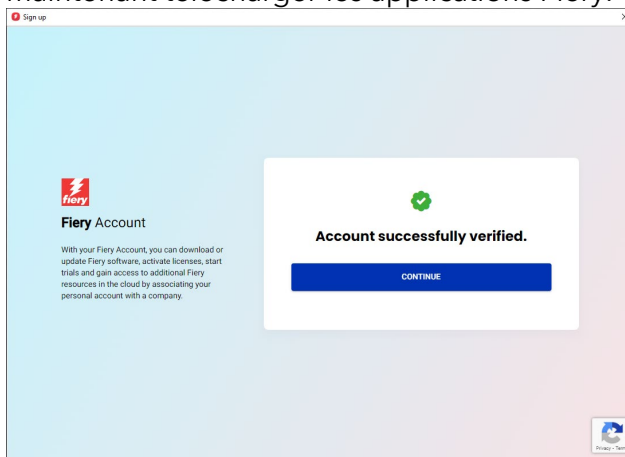 maintenant télécharger les applications Fiery.
Sign up
fiery
Fiery Account
With your Fiery Account, you can download or
update Fiery software, activate licenses, start
trials and gain access to additional Fiery
resources in the cloud by associating your
personal account with a company.
Account successfully verified.
CONTINUE